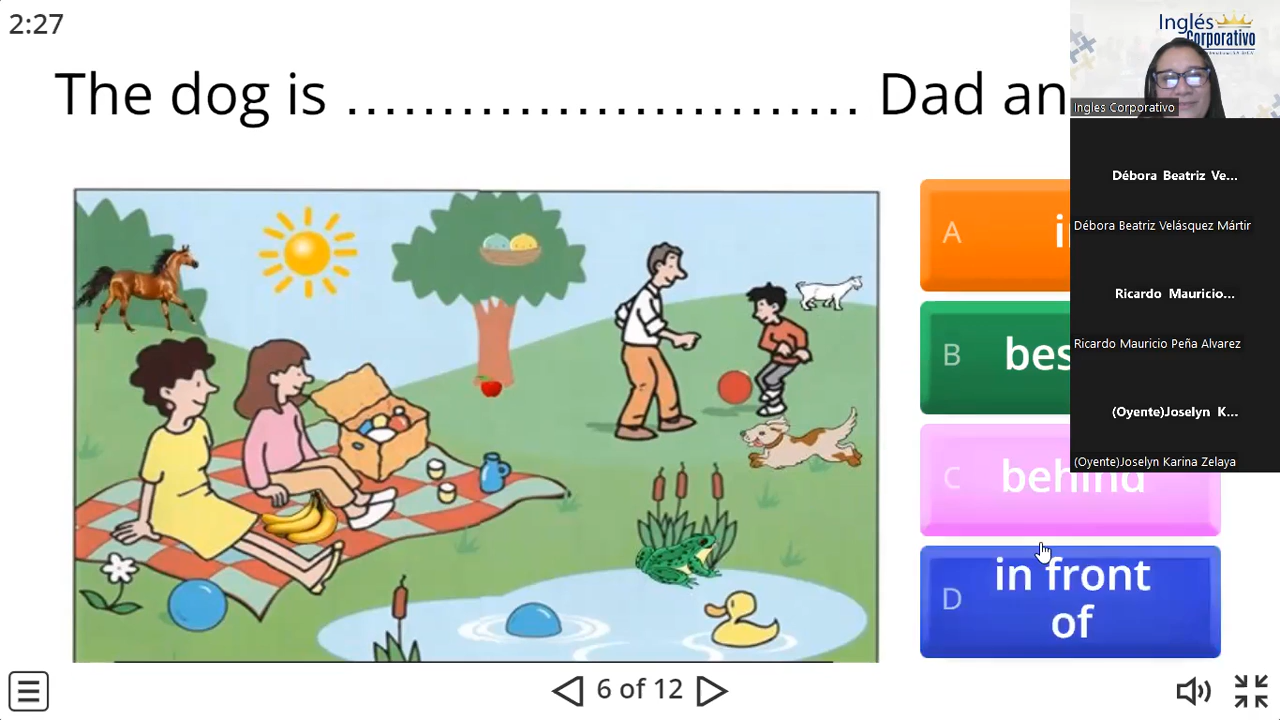 2:27
The dog is ........................... Dad an
Inglés
Corporativo
Ingles Corporativo
Débora Beatriz Ve...
Débora Beatriz Velásquez Mártir
Ricardo Mauricio...
Ricardo Mauricio Peña Alvarez
(Oyente)Joselyn K...
(Oyente)Joselyn Karina Zelaya
A
B bes
C behind
D in front
of
6 of 12